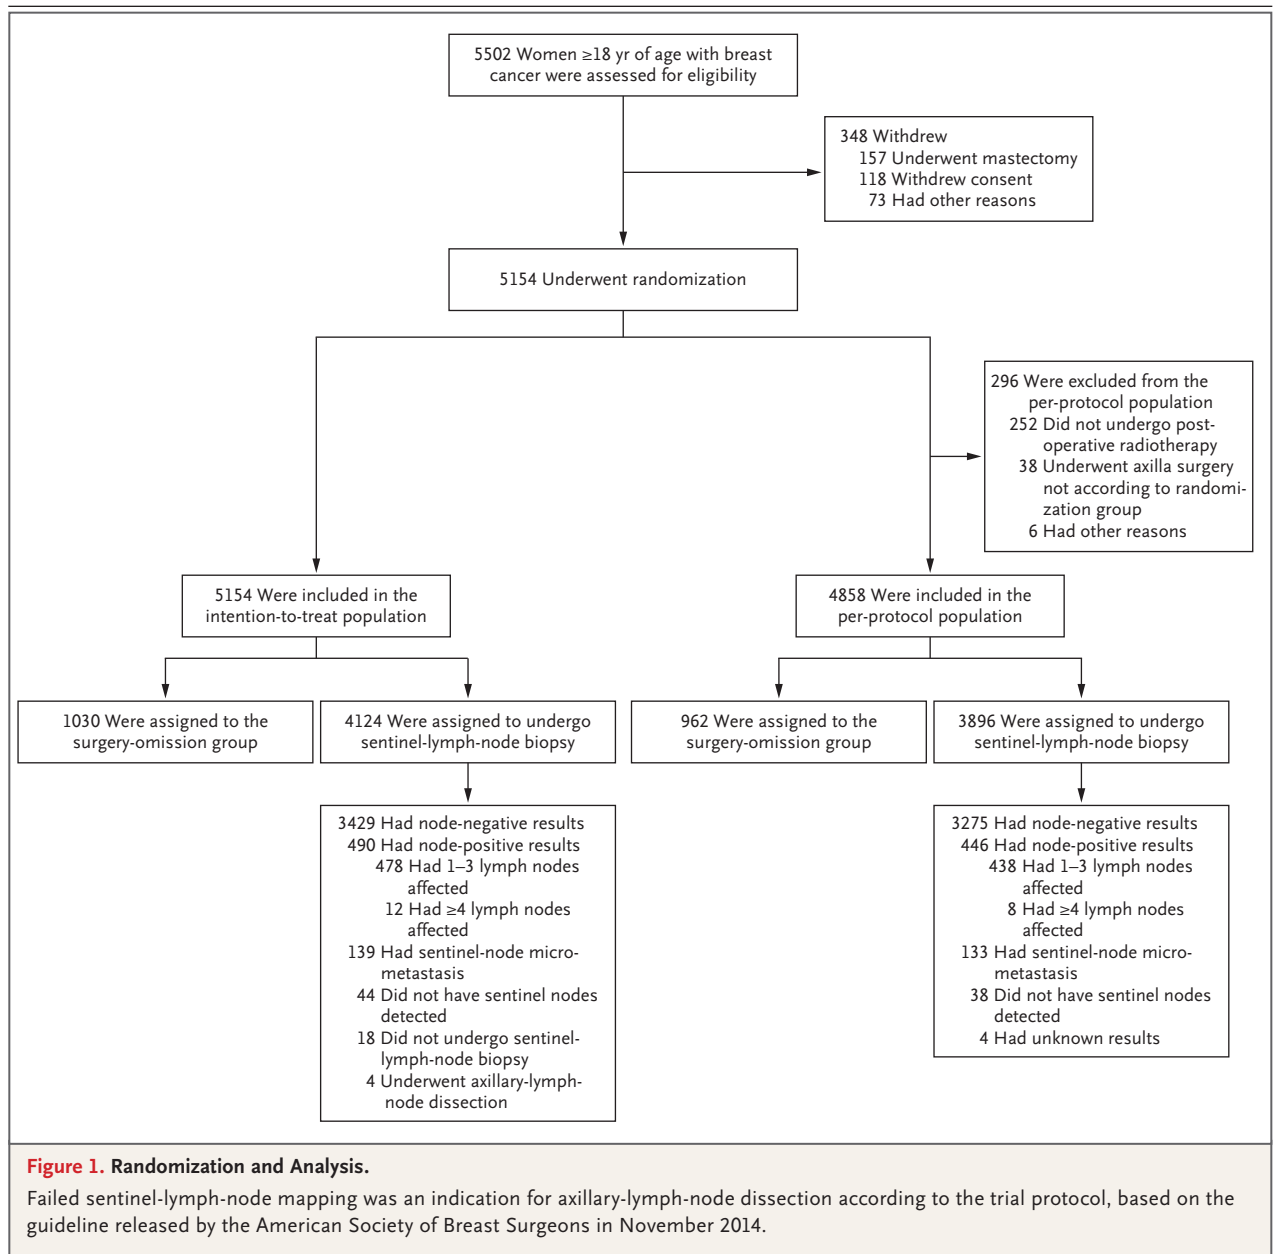 5502 Women ≥18 yr of age with breast
cancer were assessed for eligibility
348 Withdrew
157 Underwent mastectomy
118 Withdrew consent
73 Had other reasons
5154 Underwent randomization
296 Were excluded from the
per-protocol population
252 Did not undergo post-
operative radiotherapy
38 Underwent axilla surgery
not according to randomi-
zation group
6 Had other reasons
5154 Were included in the
intention-to-treat population
4858 Were included in the
per-protocol population
1030 Were assigned to the
surgery-omission group
4124 Were assigned to undergo
sentinel-lymph-node biopsy
962 Were assigned to the
surgery-omission group
3896 Were assigned to undergo
sentinel-lymph-node biopsy
3429 Had node-negative results
490 Had node-positive results
478 Had 1–3 lymph nodes
affected
12 Had ≥4 lymph nodes
affected
139 Had sentinel-node micro-
metastasis
44 Did not have sentinel nodes
detected
18 Did not undergo sentinel-
lymph-node biopsy
4 Underwent axillary-lymph-
node dissection
3275 Had node-negative results
446 Had node-positive results
438 Had 1–3 lymph nodes
affected
8 Had ≥4 lymph nodes
affected
133 Had sentinel-node micro-
metastasis
38 Did not have sentinel nodes
detected
4 Had unknown results
Figure 1. Randomization and Analysis.
Failed sentinel-lymph-node mapping was an indication for axillary-lymph-node dissection according to the trial protocol, based on the
guideline released by the American Society of Breast Surgeons in November 2014.